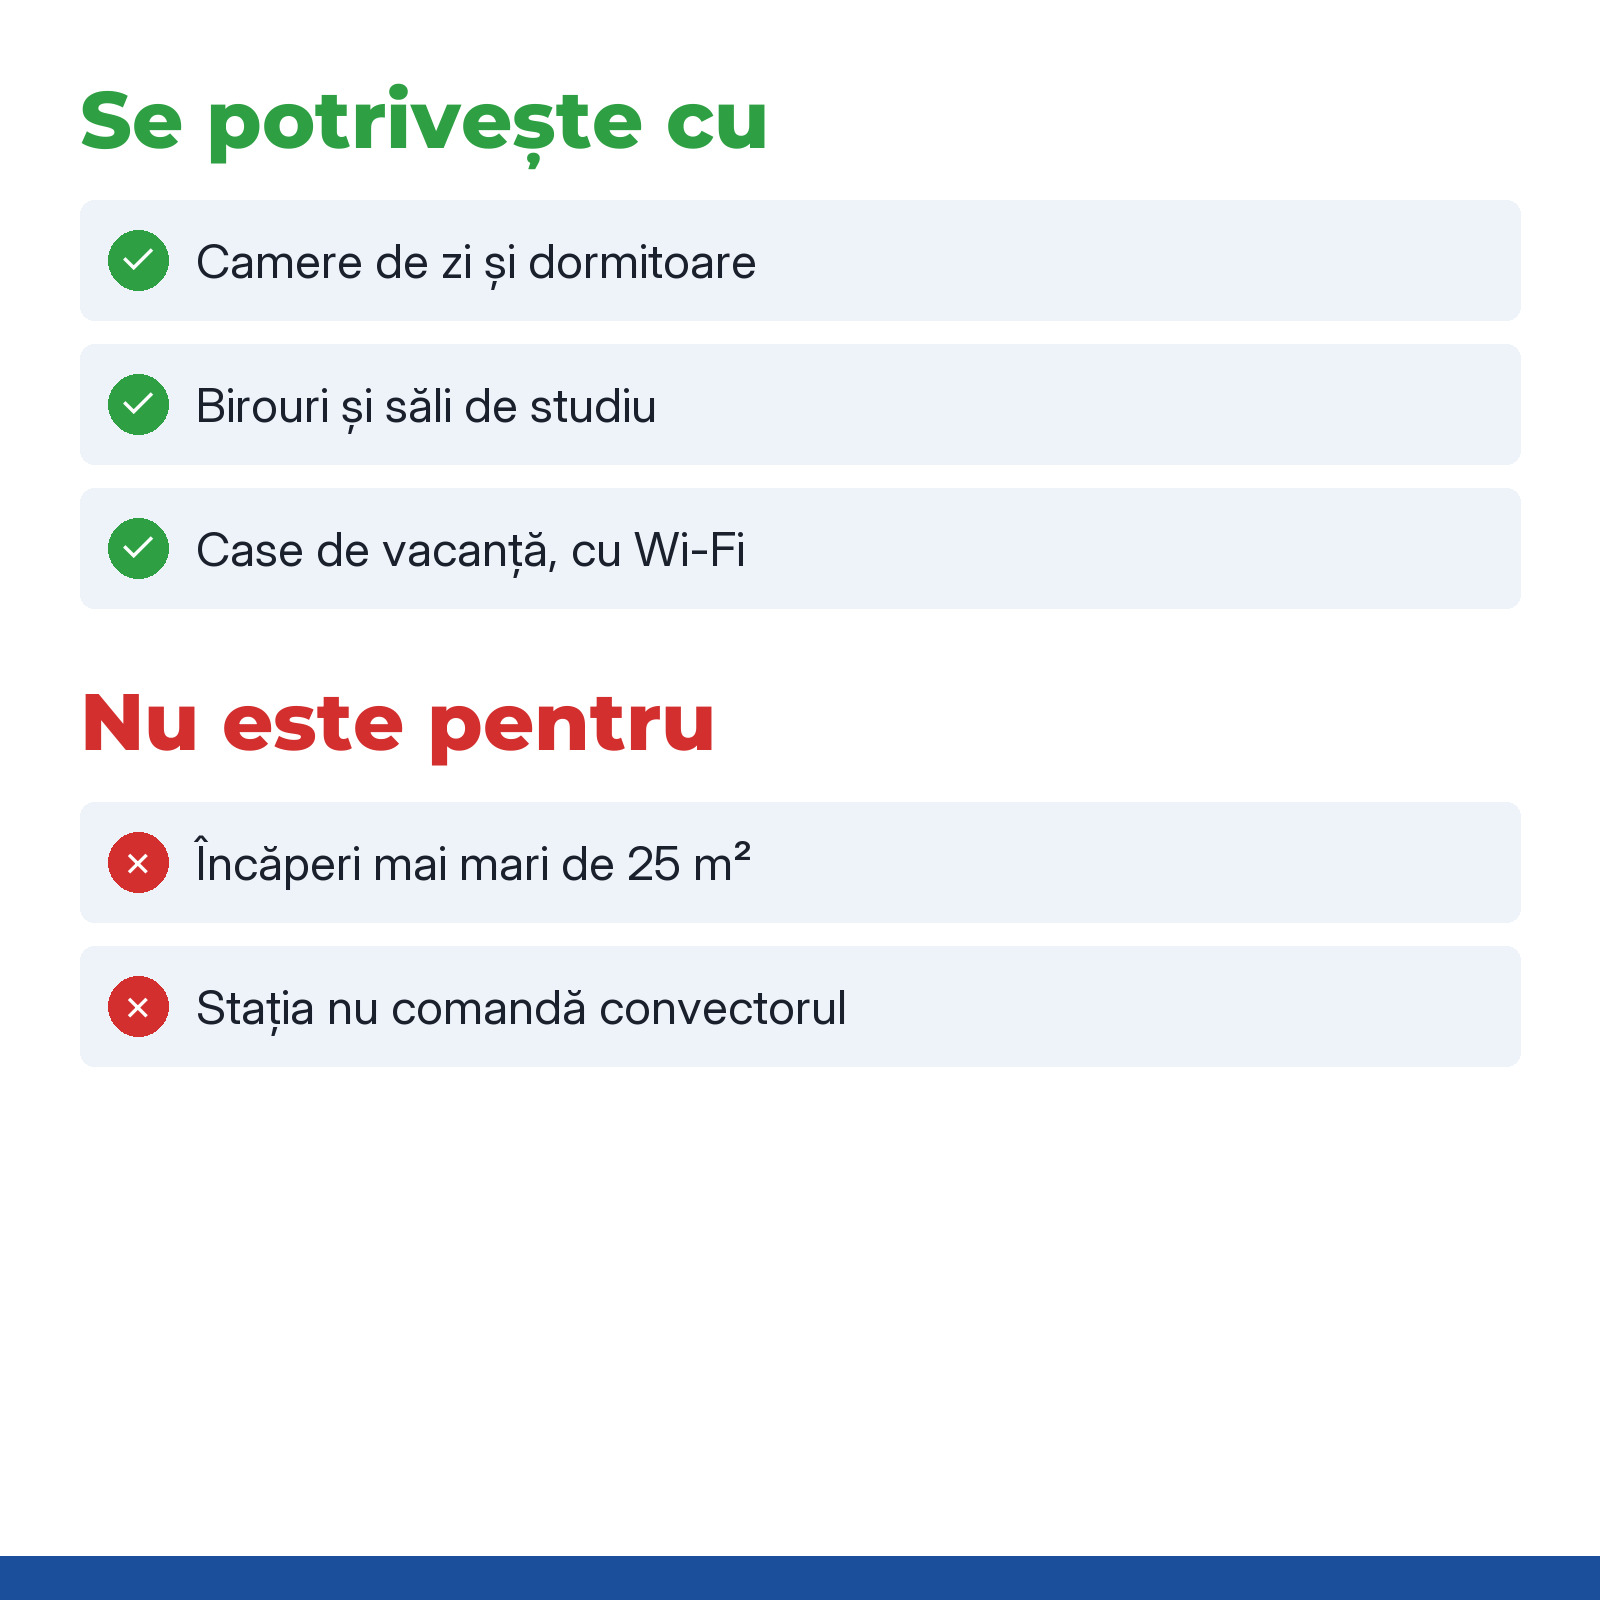 Se potrivește cu
Camere de zi și dormitoare
Birouri și săli de studiu
Case de vacanță, cu Wi-Fi
Nu este pentru
Încăperi mai mari de 25 m²
Stația nu comandă convectorul